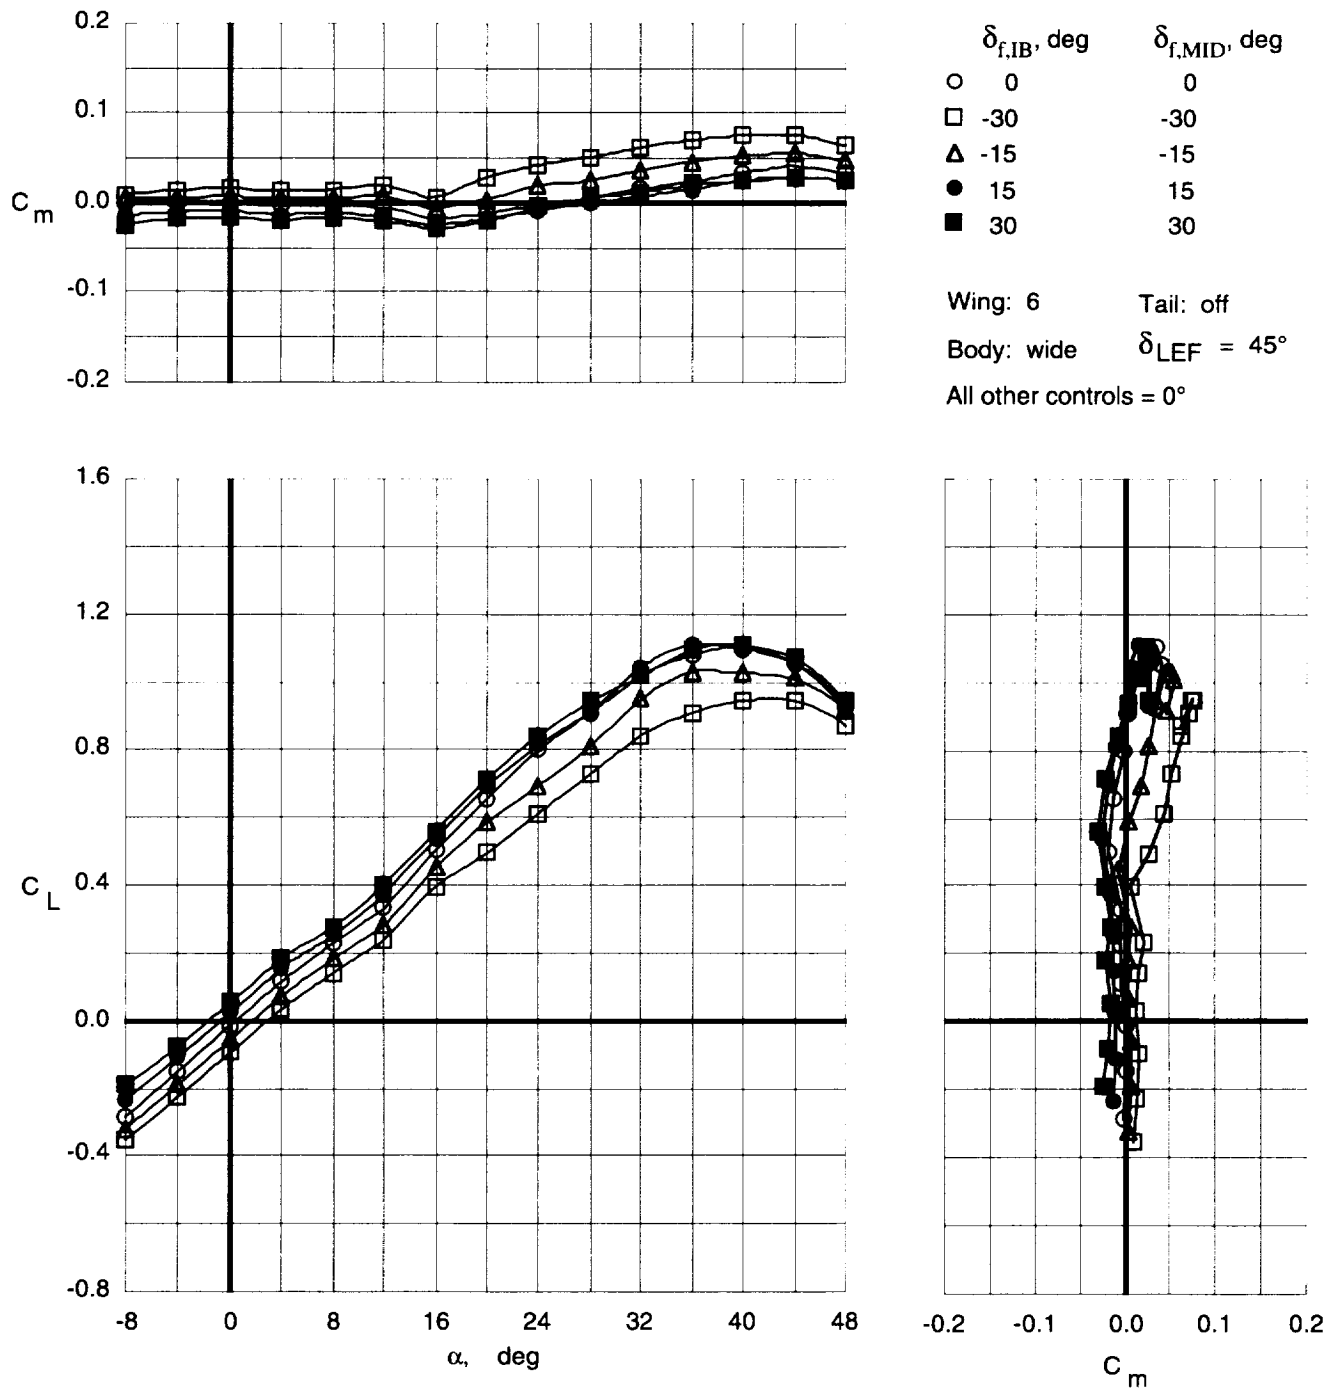 0.2
0.1
C m
0.0
-0.1
-0.2
δf,IB, deg δf,MID, deg
0 0
-30 -30
-15 -15
15 15
30 30
Wing: 6 Tail: off
Body: wide δLEF = 45°
All other controls = 0°
1.6
1.2
0.8
C L
0.4
0.0
-0.4
-0.8
-8 0 8 16 24 32 40 48
α, deg
-0.2 -0.1 0.0 0.1 0.2
C m